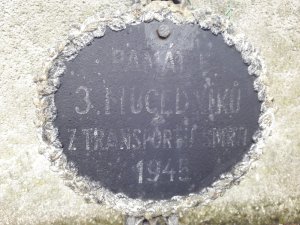 PAMÁTCE
3. MUČEDNÍKŮ
Z TRANSPORTU SMRTI
1945